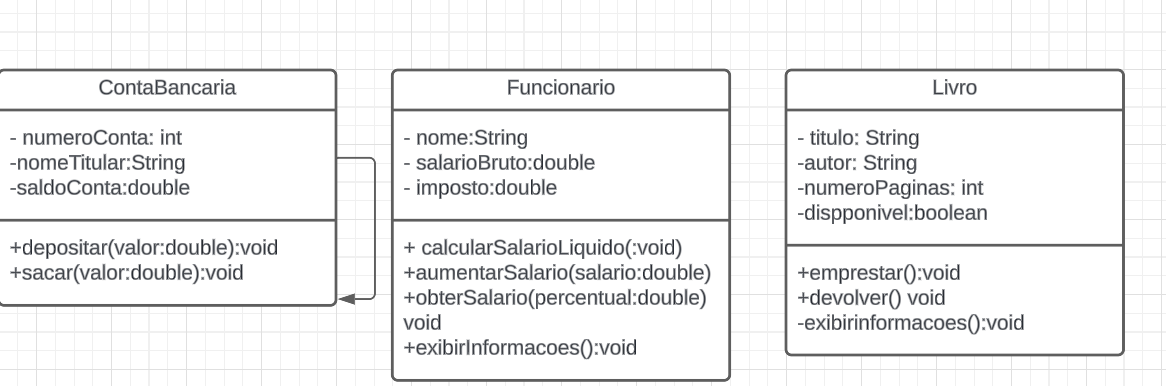 ContaBancaria
- numeroConta: int
-nomeTitular:String
-saldoConta:double
+depositar(valor:double):void
+sacar(valor:double):void
Funcionario
- nome:String
- salarioBruto:double
- imposto:double
+ calcularSalarioLiquido(:void)
+aumentarSalario(salario:double)
+obterSalario(percentual:double)
void
+exibirInformacoes():void
Livro
- titulo: String
-autor: String
-numeroPaginas: int
-dispponivel:boolean
+emprestar():void
+devolver() void
-exibirinformacoes():void